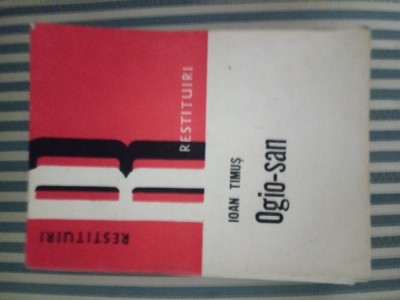 RESTITUIRI
RESTITUIRI
R
IOAN TIMUȘ
Ogio-san